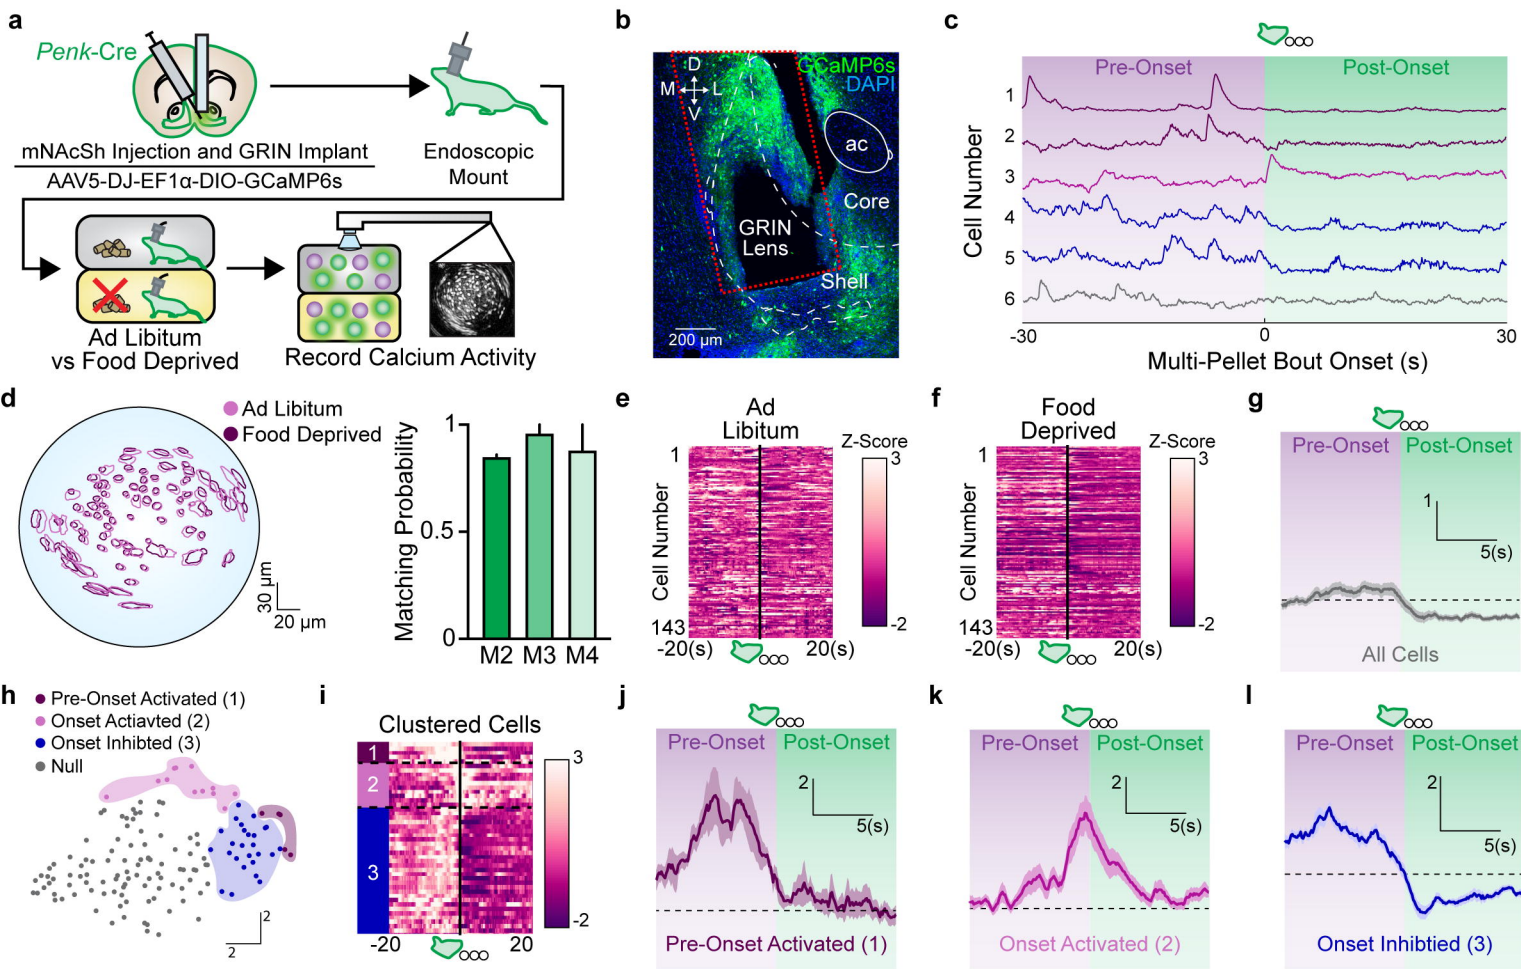 a
Penk-Cre
mNAcSh Injection and GRIN Implant
AAV5-DJ-EF1α-DIO-GCaMP6s
Endoscopic
Mount
Ad Libitum
vs Food Deprived
Record Calcium Activity
b
GCaMP6s
DAPI
D
M
L
V
ac
Core
GRIN
Lens
Shell
200 µm
c
Pre-Onset
Post-Onset
Cell Number
1
2
3
4
5
6
-30
0
30
Multi-Pellet Bout Onset (s)
d
Ad Libitum
Food Deprived
30 µm
20 µm
Matching Probability
1
0.5
0
M2 M3 M4
e
Ad
Libitum
Z-Score
3
-2
Cell Number
1
143
-20(s)
20(s)
f
Food
Deprived
Z-Score
3
-2
Cell Number
1
143
-20(s)
20(s)
g
Pre-Onset
Post-Onset
1
5(s)
All Cells
h
Pre-Onset Activated (1)
Onset Actiavted (2)
Onset Inhibted (3)
Null
2
2
i
Clustered Cells
1
2
3
3
-2
-20
20
j
Pre-Onset
Post-Onset
2
5(s)
Pre-Onset Activated (1)
k
Pre-Onset
Post-Onset
2
5(s)
Onset Activated (2)
l
Pre-Onset
Post-Onset
2
5(s)
Onset Inhibtied (3)